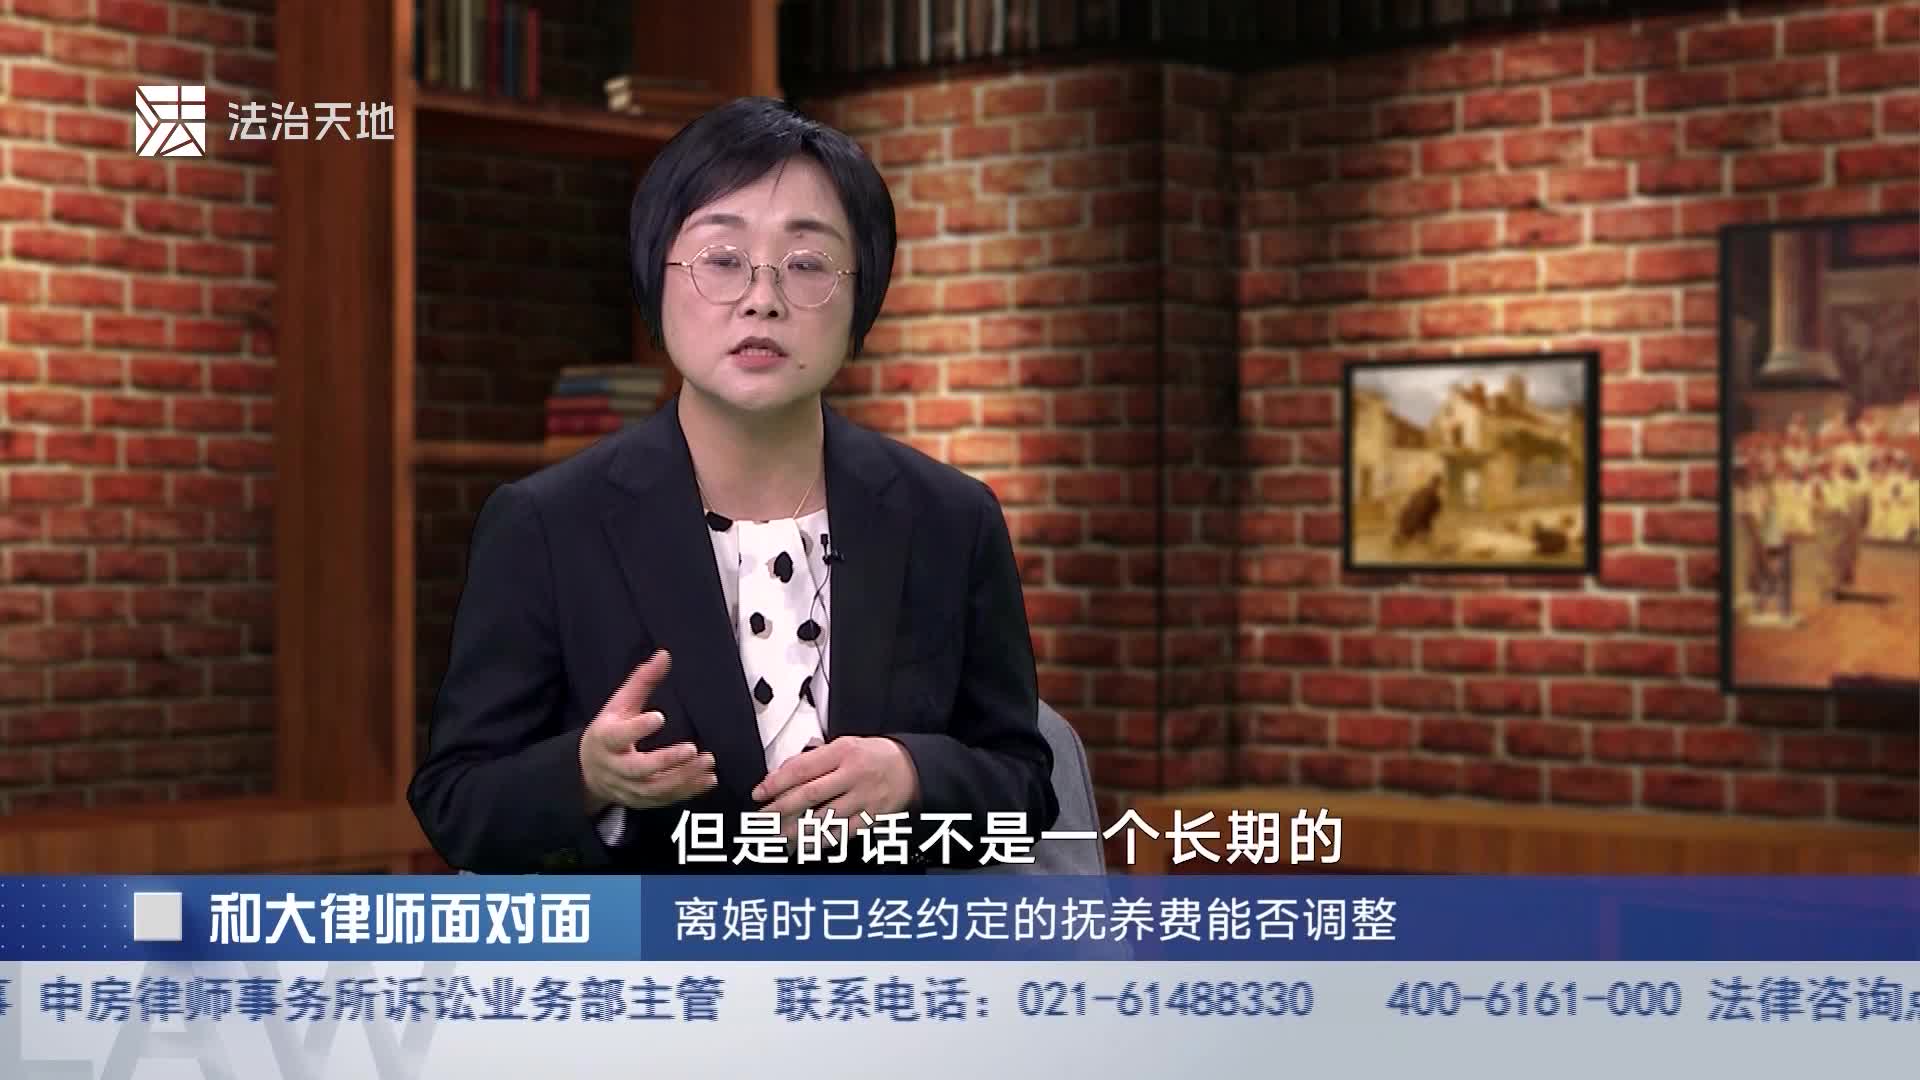 法治天地
但是的话不是一个长期的
和大律师面对面
离婚时已经约定的抚养费能否调整
申房律师事务所诉讼业务部主管 联系电话：021-61488330 400-6161-000 法律咨询
LAW